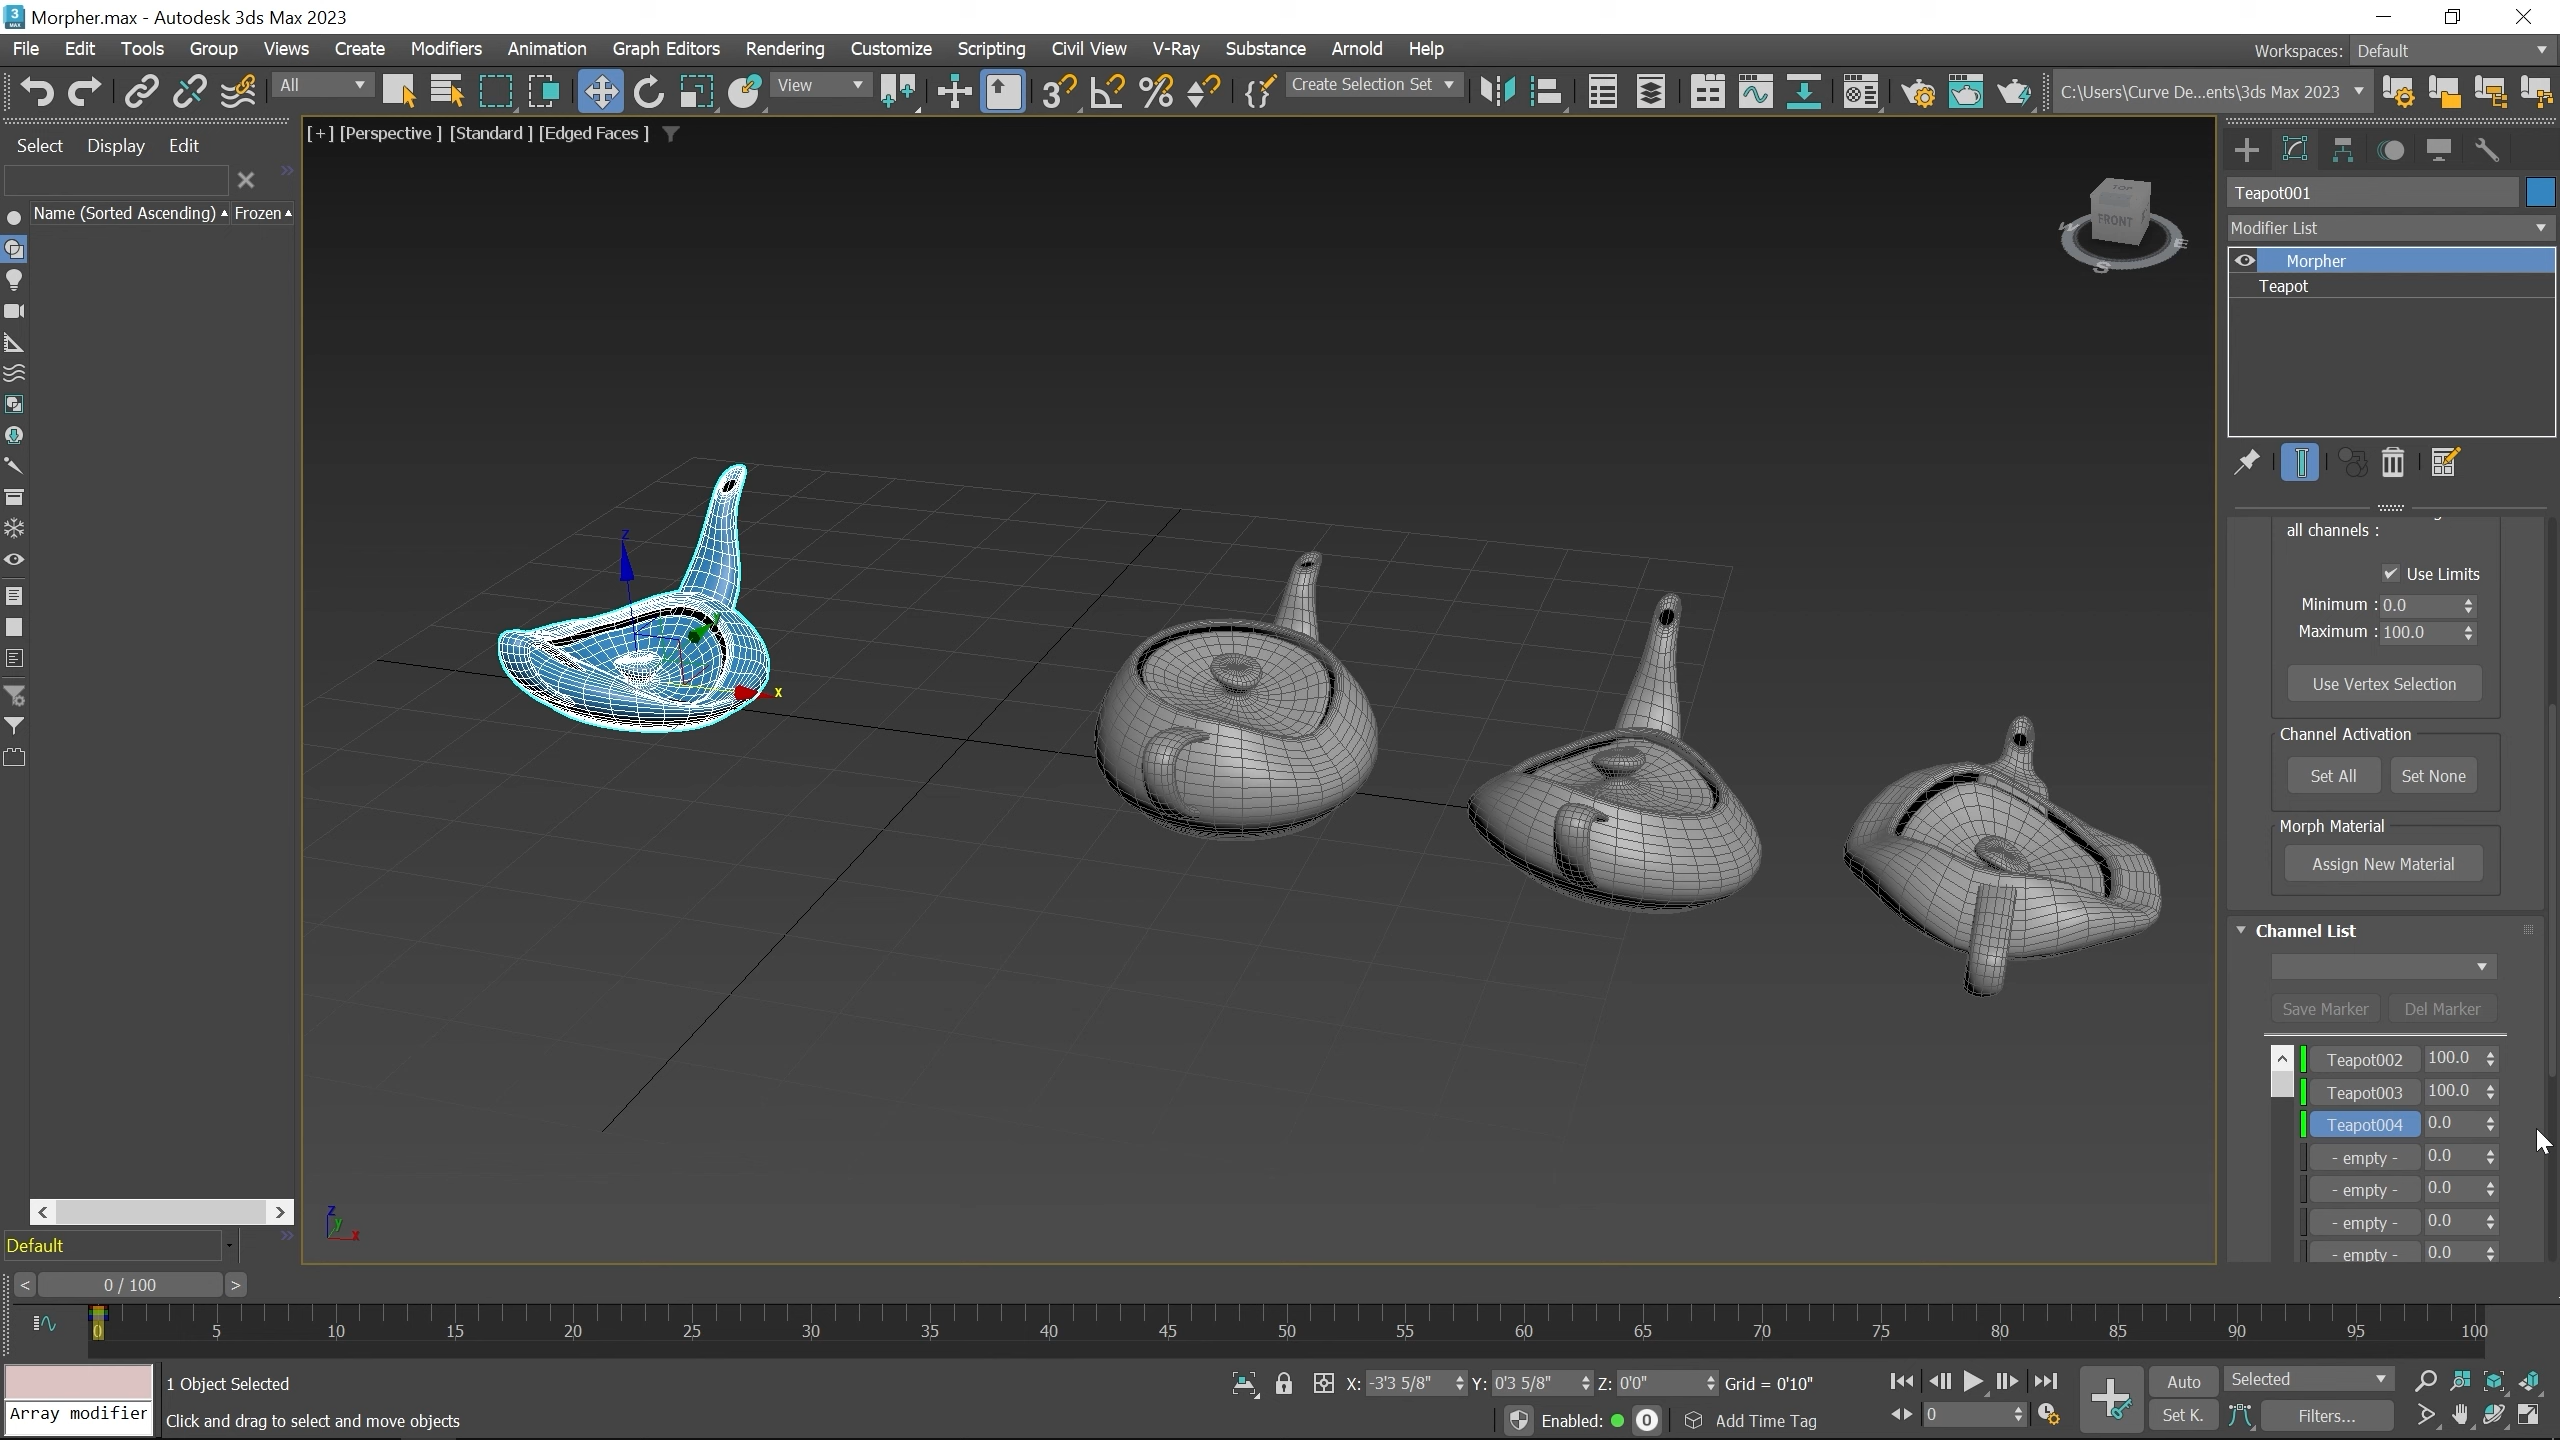 Morpher.max - Autodesk 3ds Max 2023
File Edit Tools Group Views Create Modifiers Animation Graph Editors Rendering Customize Scripting Civil View V-Ray Substance Arnold Help
Workspaces: Default
All
View
Create Selection Set
C:\Users\Curve De...ents\3ds Max 2023
Select Display Edit
Name (Sorted Ascending) Frozen
[+] [Perspective ] [Standard ] [Edged Faces ]
TOP
FRONT
W
S
E
z
x
Teapot001
Modifier List
Morpher
Teapot
all channels :
Use Limits
Minimum : 0.0
Maximum : 100.0
Use Vertex Selection
Channel Activation
Set All Set None
Morph Material
Assign New Material
Channel List
Save Marker Del Marker
Teapot002 100.0
Teapot003 100.0
Teapot004 0.0
- empty - 0.0
- empty - 0.0
- empty - 0.0
- empty - 0.0
z
y
x
Default
< 0 / 100 >
0 5 10 15 20 25 30 35 40 45 50 55 60 65 70 75 80 85 90 95 100
1 Object Selected
X: -3'3 5/8" Y: 0'3 5/8" Z: 0'0" Grid = 0'10"
Auto
Selected
Array modifier
Click and drag to select and move objects
Enabled: 0
Add Time Tag
0
Set K.
Filters...